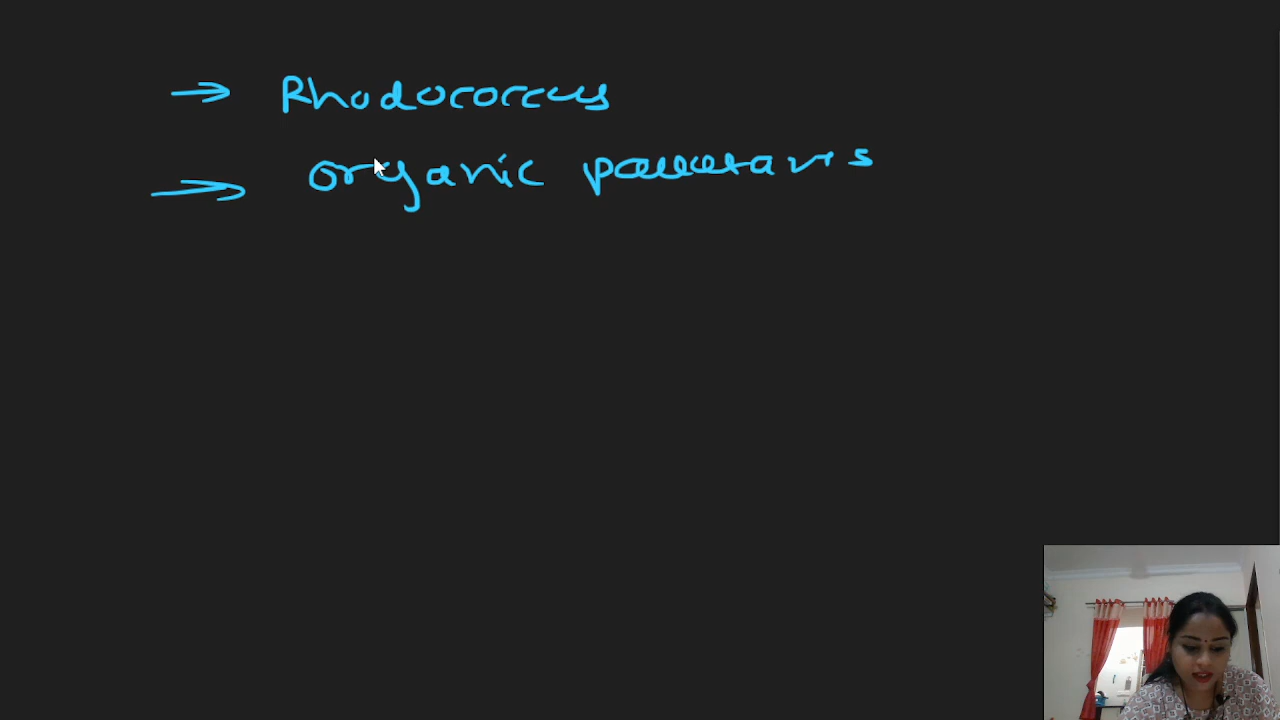 → Rhodococcus
→ organic pollutants